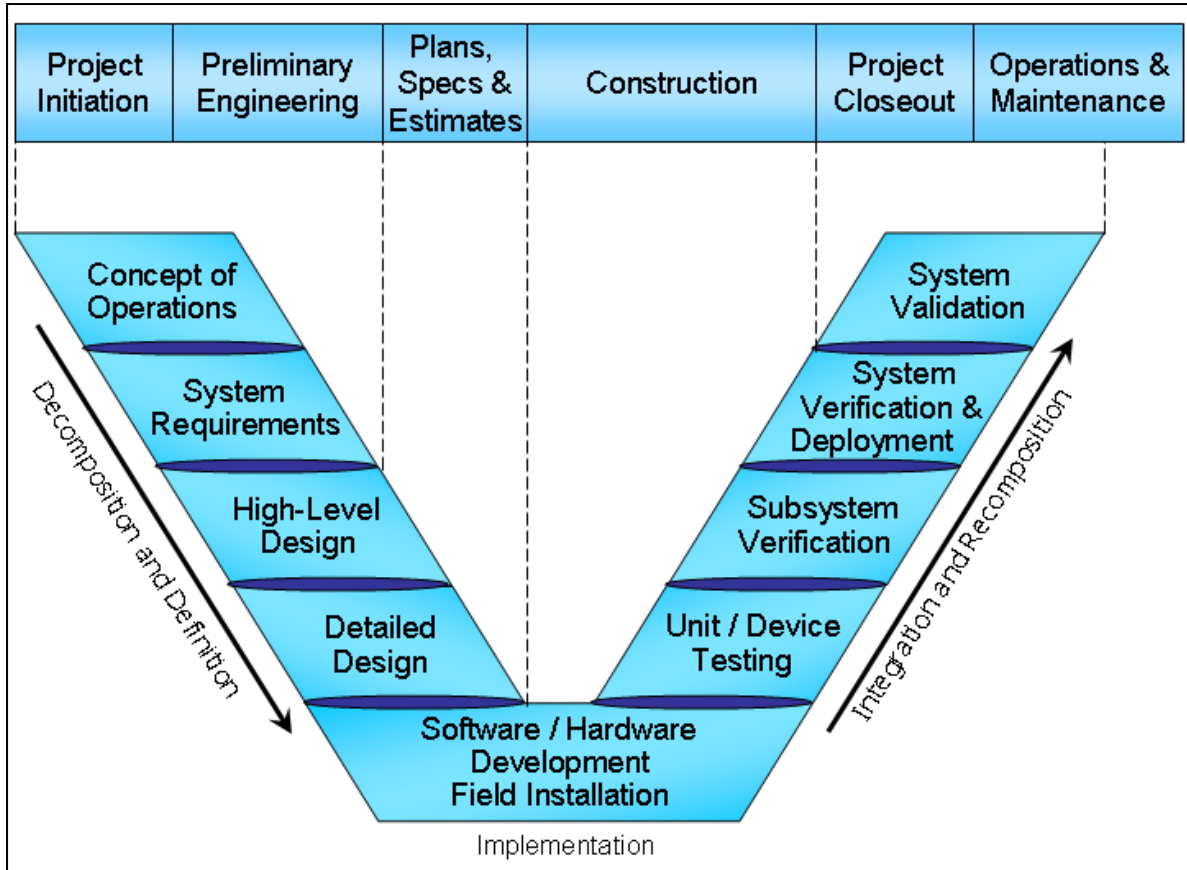 Project
Initiation
Preliminary
Engineering
Plans,
Specs &
Estimates
Construction
Project
Closeout
Operations &
Maintenance
Concept of
Operations
System
Requirements
High-Level
Design
Detailed
Design
Software / Hardware
Development
Field Installation
Unit / Device
Testing
Subsystem
Verification
System
Verification &
Deployment
System
Validation
Decomposition and Definition
Integration and Recomposition
Implementation